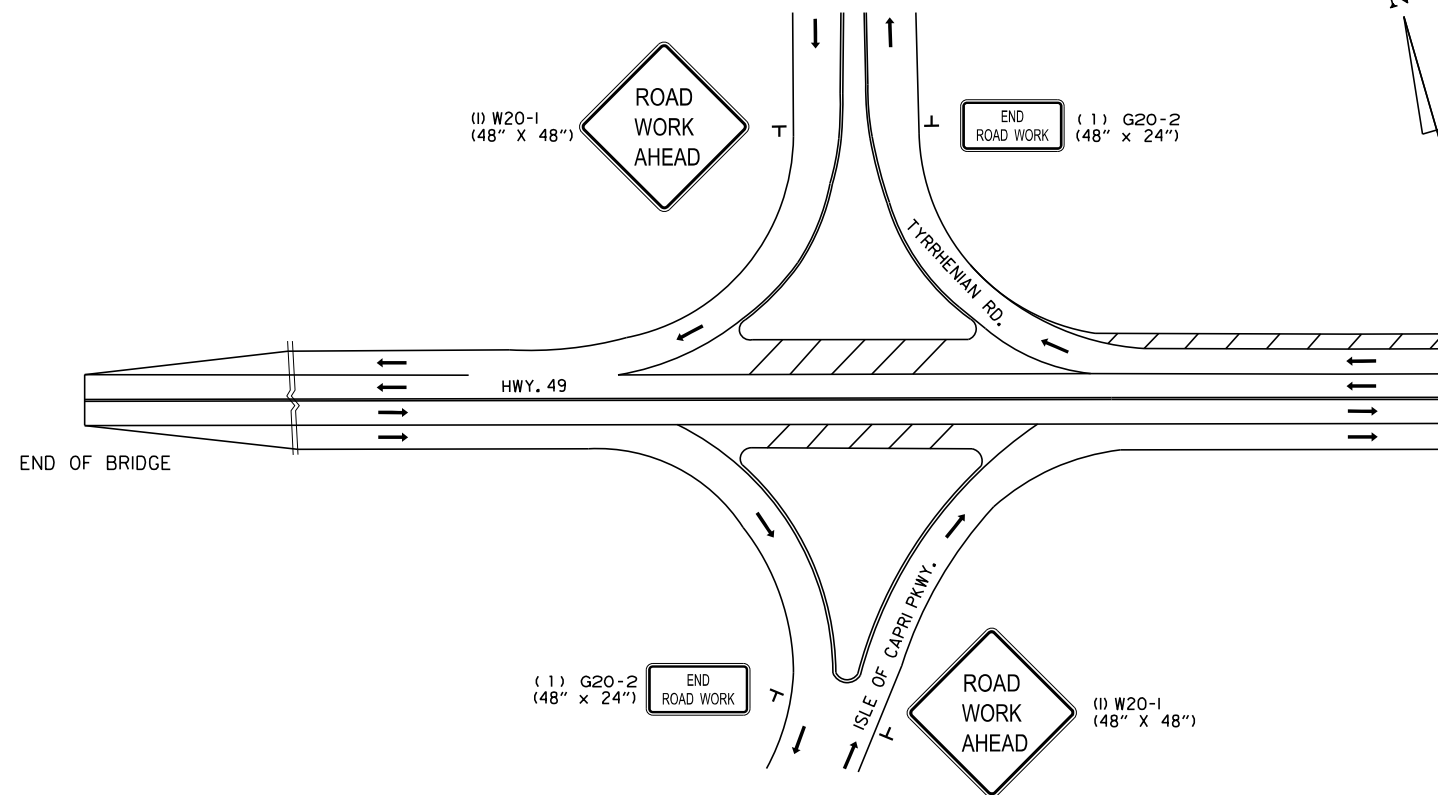 ROAD
WORK
AHEAD
(1) W20-1
(48" X 48")
END
ROAD WORK
(1) G20-2
(48" x 24")
TYRRHENIAN RD.
HWY. 49
END OF BRIDGE
(1) G20-2
(48" x 24")
END
ROAD WORK
ISLE OF CAPRI PKWY.
ROAD
WORK
AHEAD
(1) W20-1
(48" X 48")